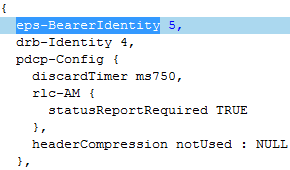 {
eps-BearerIdentity 5,
drb-Identity 4,
pdcp-Config {
discardTimer ms750,
rlc-AM {
statusReportRequired TRUE
},
headerCompression notUsed : NULL
},